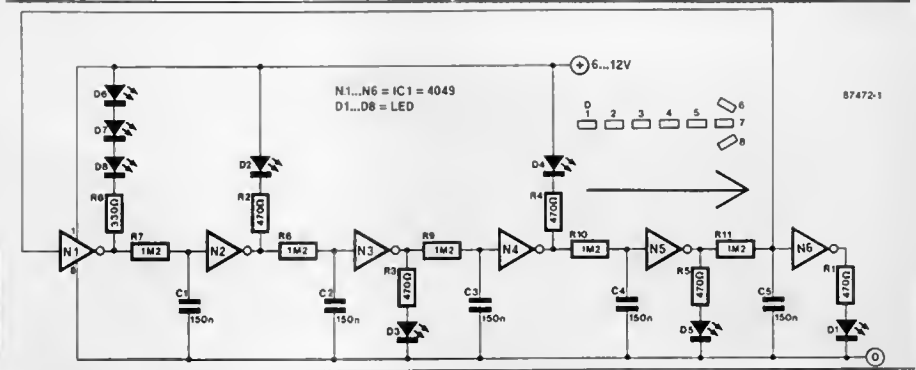 6...12V
N1...N6 = IC1 = 4049
D1...D8 = LED
87472-1
D
1 2 3 4 5 6 7 8
D6
D7
D8
R8
330Ω
D2
R2
470Ω
D4
R4
470Ω
N1
1
8
R7
1M2
N2
R6
1M2
N3
R9
1M2
N4
R10
1M2
N5
R11
1M2
N6
R1
470Ω
C1
150n
C2
150n
R3
470Ω
D3
C3
150n
C4
150n
R5
470Ω
D5
C5
150n
D1
0